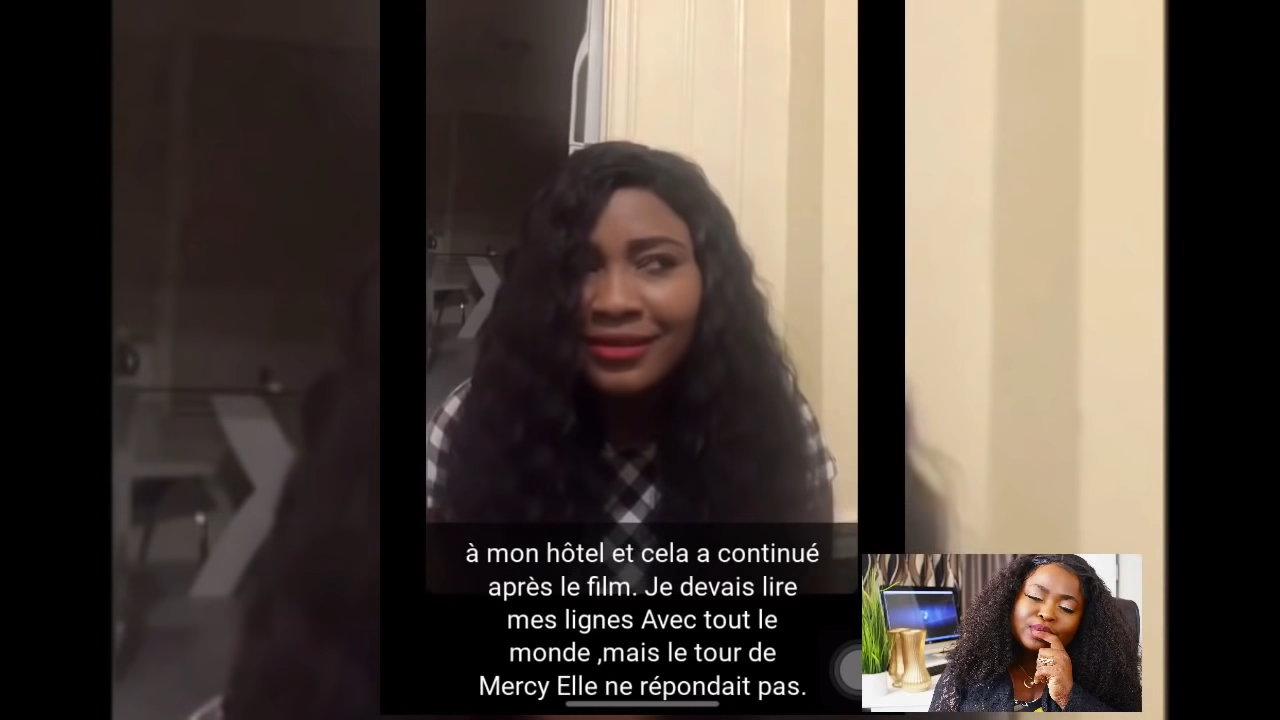 à mon hôtel et cela a continué
après le film. Je devais lire
mes lignes Avec tout le
monde ,mais le tour de
Mercy Elle ne répondait pas.